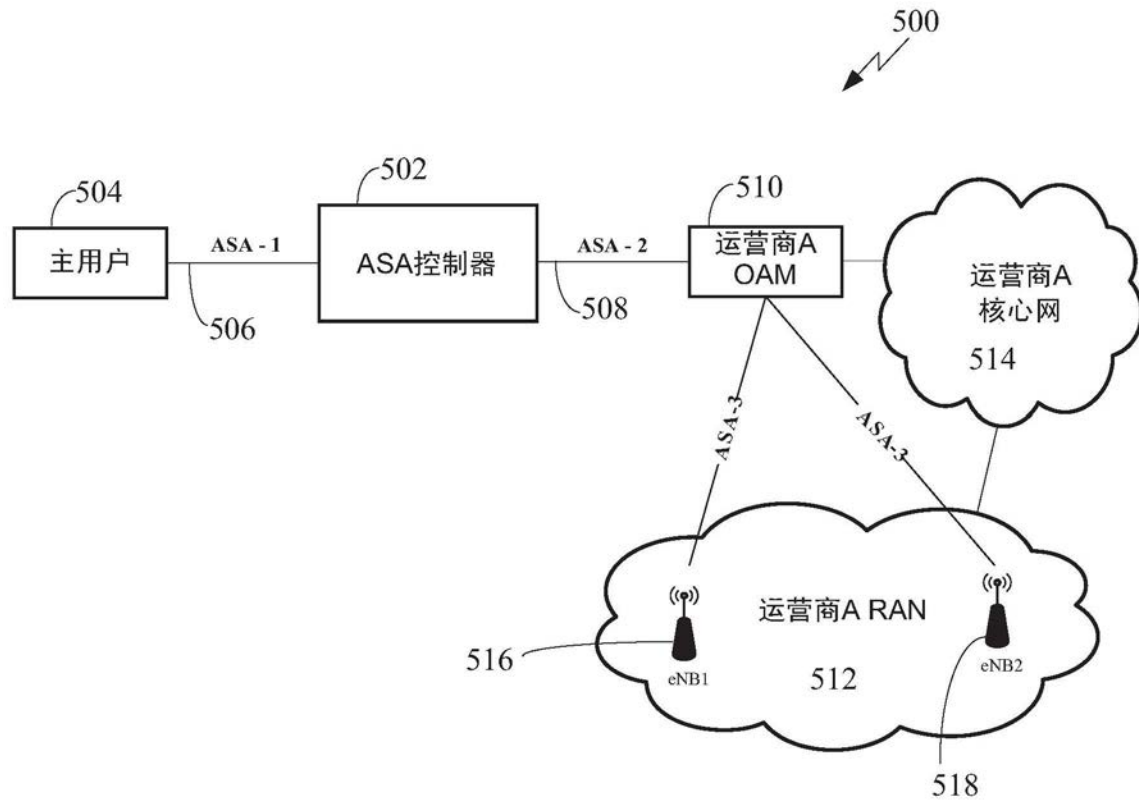 500
504
502
510
主用户
ASA - 1
ASA控制器
ASA - 2
运营商A
OAM
运营商A
核心网
514
506
508
ASA-3
ASA-3
运营商A RAN
516
eNB1
512
eNB2
518